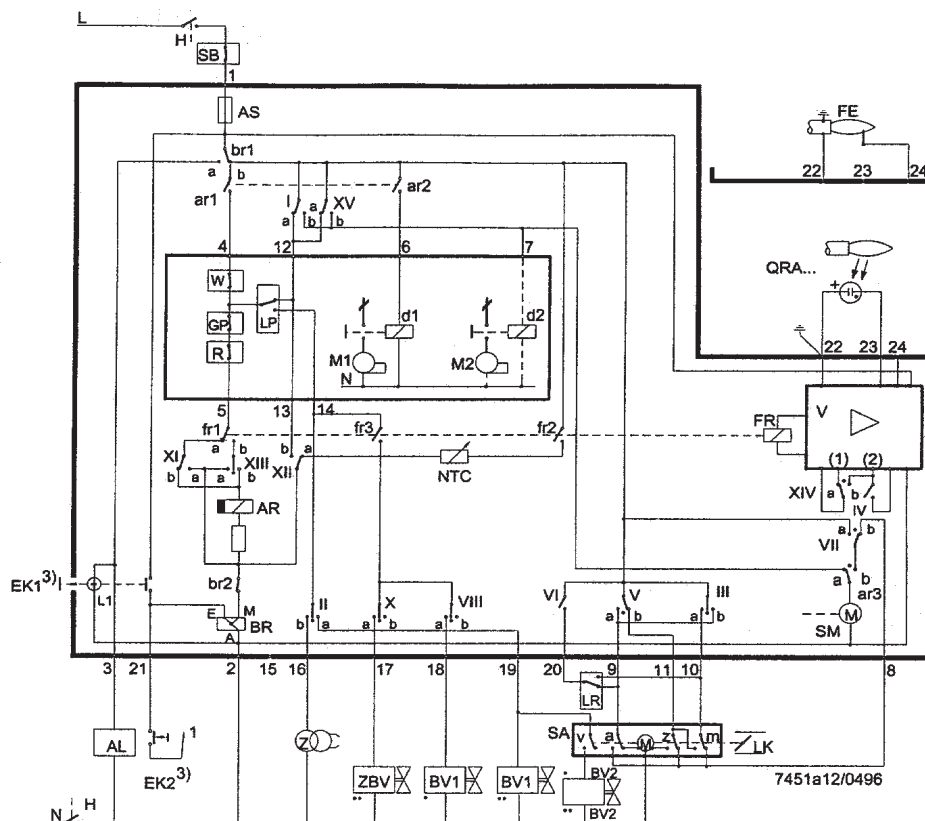 L
H
SB
1
AS
FE
br1
a b
ar1
ar2
22 23 24
I a XV
a b b
4 12 6 7
QRA...
+
W
LP
GP
R
d1
d2
M1
N
M2
22 23 24
5 13 14
V
fr1
fr3
fr2
FR
XI
b a a b
XIII
b
XII a
NTC
(1) (2)
XIV a b
IV
AR
a b
VII
EK1 3)
L1
br2
a b
ar3
E M
BR
A
II
b a
X
a b
VIII
a b
VI
V
a b
III
a b
M
SM
3 21 2 15 16 17 18 19 20 9 11 10 8
LR
AL
1
EK2 3)
Z
SA
v a M z m
LK
ZBV
BV1
BV1
BV2
BV2
7451a12/0496
N H